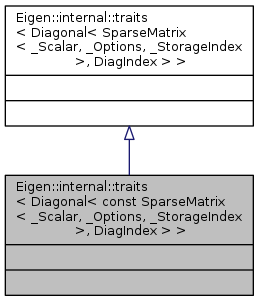 Eigen::internal::traits
< Diagonal< SparseMatrix
< _Scalar, _Options, _StorageIndex
>, DiagIndex > >
Eigen::internal::traits
< Diagonal< const SparseMatrix
< _Scalar, _Options, _StorageIndex
>, DiagIndex > >